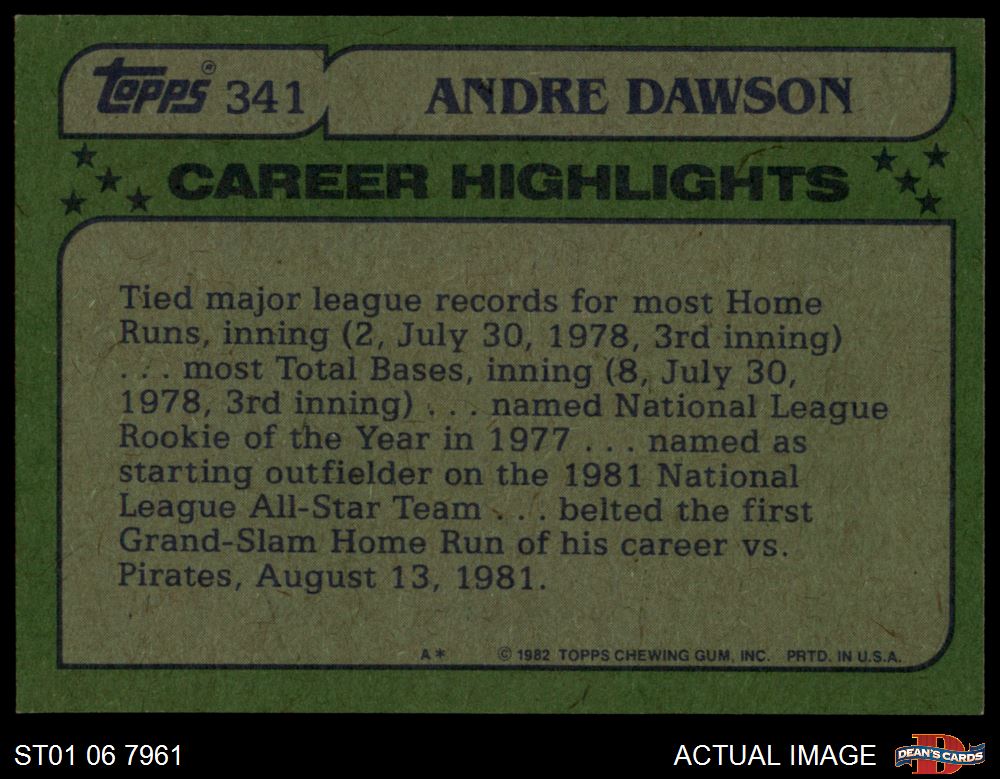 Topps® 341 ANDRE DAWSON
CAREER HIGHLIGHTS
Tied major league records for most Home
Runs, inning (2, July 30, 1978, 3rd inning)
. . . most Total Bases, inning (8, July 30,
1978, 3rd inning) . . . named National League
Rookie of the Year in 1977 . . . named as
starting outfielder on the 1981 National
League All-Star Team . . . belted the first
Grand-Slam Home Run of his career vs.
Pirates, August 13, 1981.
A* © 1982 TOPPS CHEWING GUM, INC. PRTD. IN U.S.A.
ST01 06 7961 ACTUAL IMAGE D DEAN'S CARDS